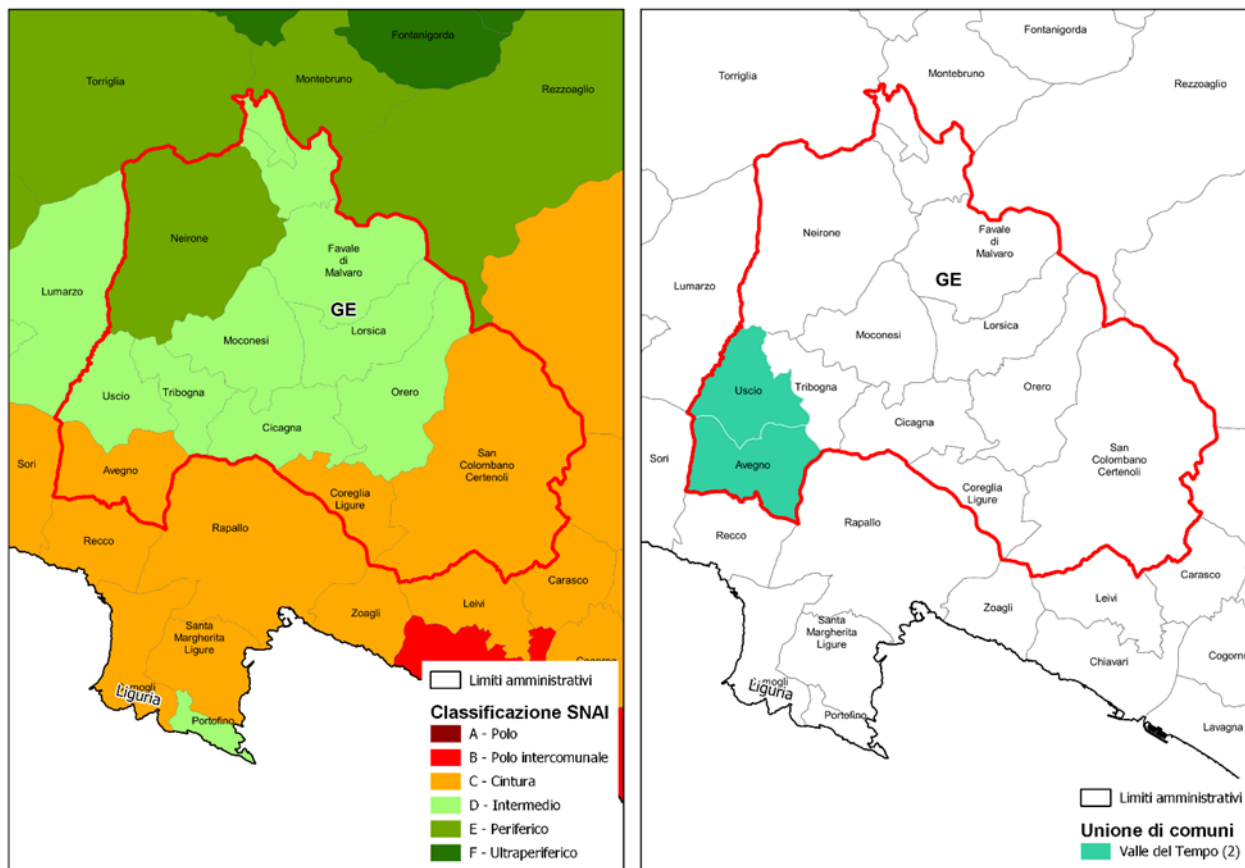 Fontanigorda
Torriglia
Montebruno
Rezzoaglio
Neirone
Favale
di
Malvaro
Lumarzo
GE
Lorsica
Moconesi
Uscio
Tribogna
Orero
Cicagna
Sori
Avegno
San
Colombano
Certenoli
Coreglia
Ligure
Recco
Rapallo
Carasco
Zoagli
Leivi
Santa
Margherita
Ligure
Liguria
Portofino
Limiti amministrativi
Classificazione SNAI
A - Polo
B - Polo intercomunale
C - Cintura
D - Intermedio
E - Periferico
F - Ultraperiferico
Fontanigorda
Montebruno
Rezzoaglio
Torriglia
Neirone
Favale
di
Malvaro
GE
Lumarzo
Moconesi
Lorsica
Uscio
Tribogna
Orero
Cicagna
Sori
Avegno
San
Colombano
Certenoli
Coreglia
Ligure
Recco
Rapallo
Carasco
Zoagli
Leivi
Santa
Margherita
Ligure
Chiavari
Cogorno
Liguria
Portofino
Lavagna
Limiti amministrativi
Unione di comuni
Valle del Tempo (2)